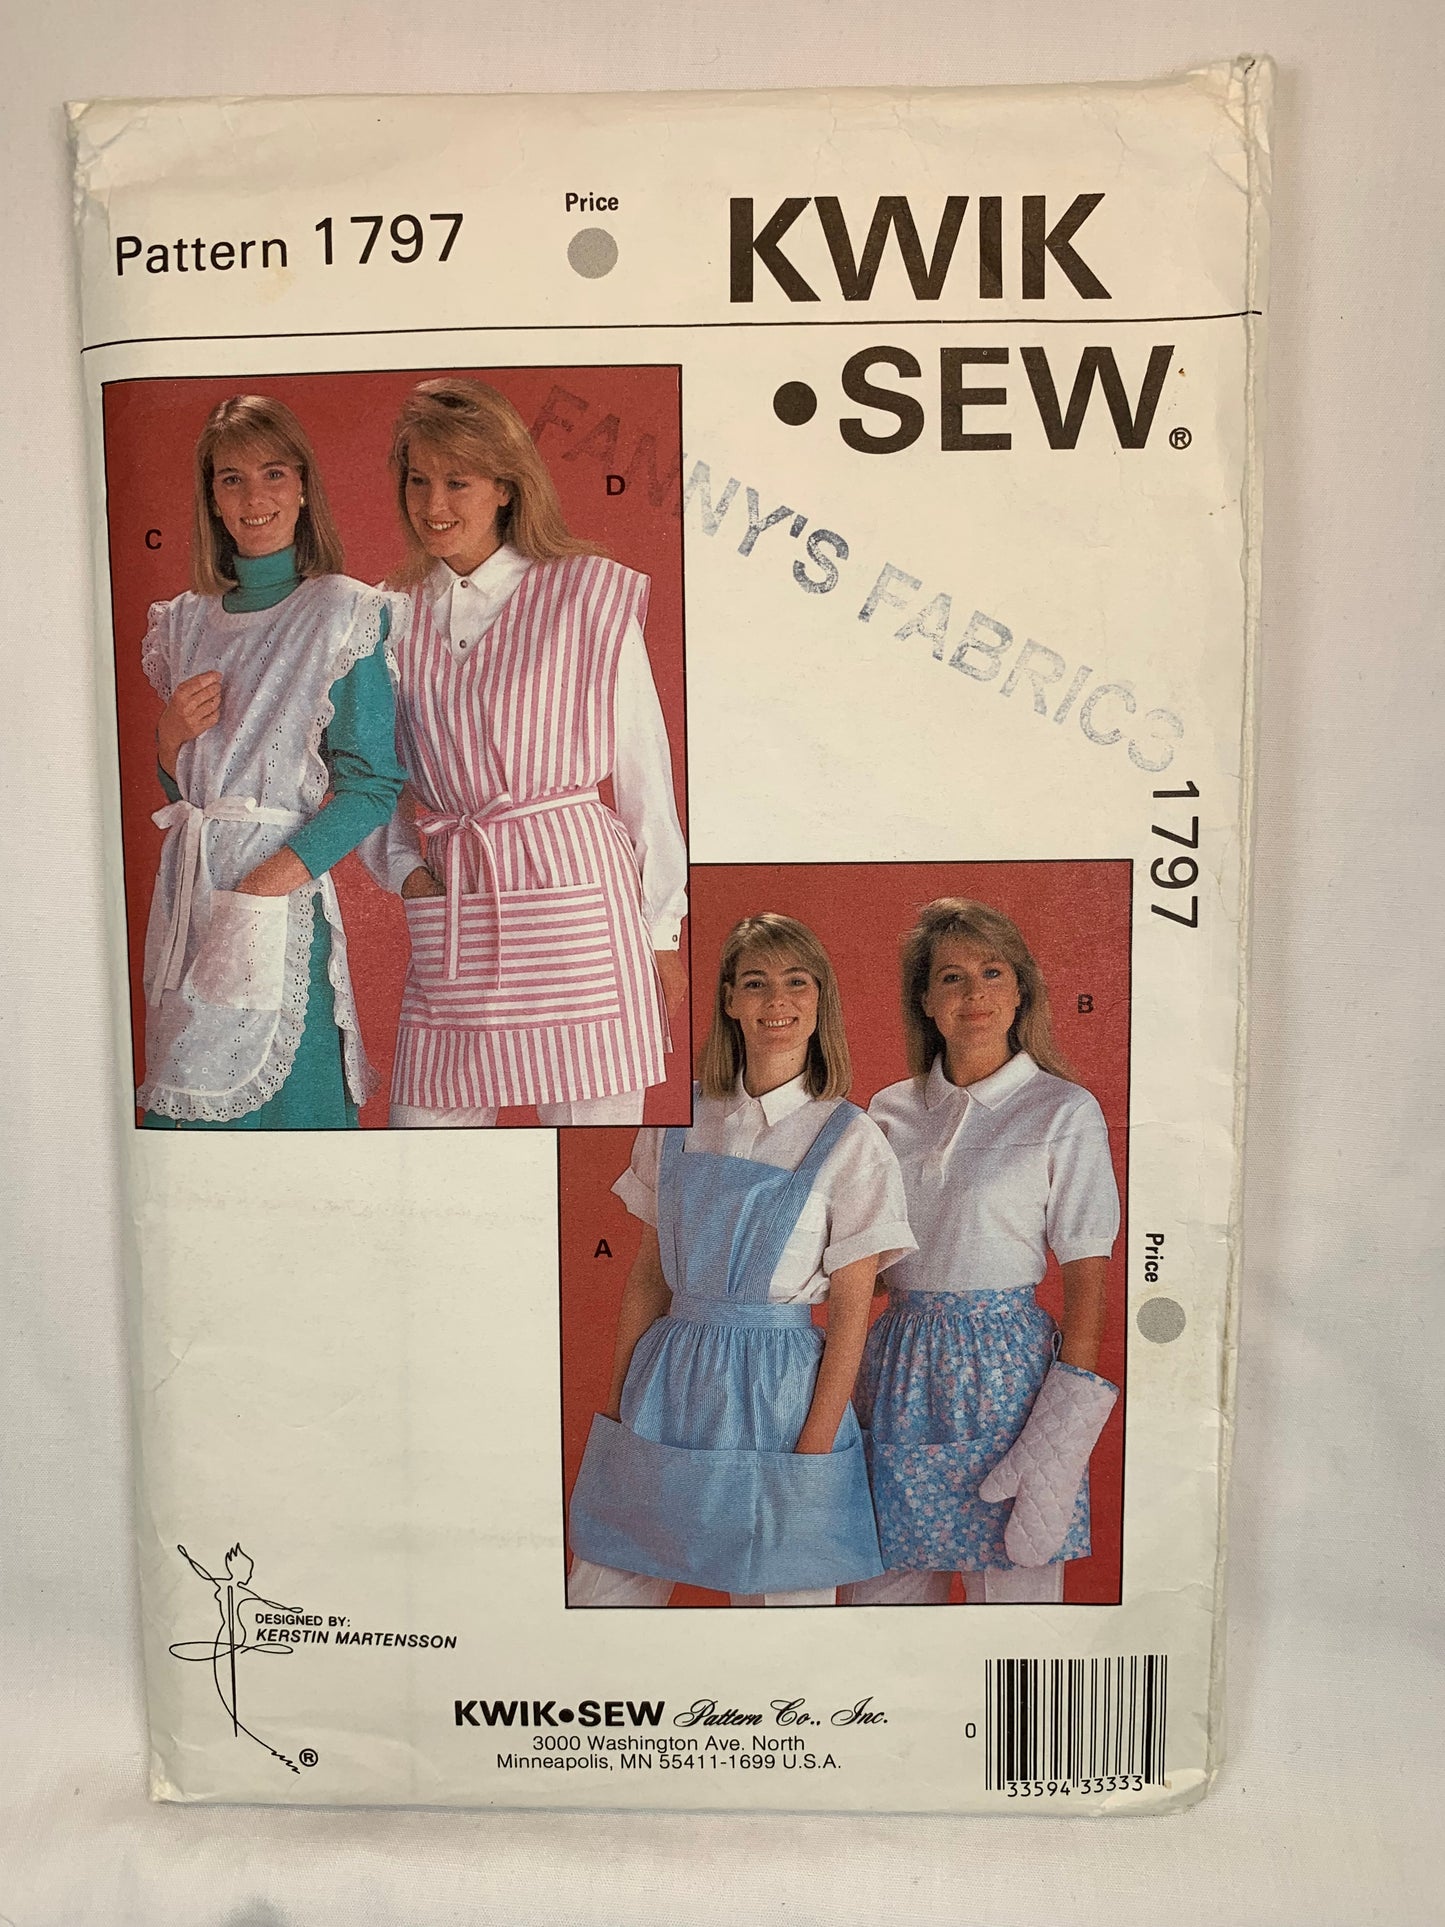 Pattern 1797
Price
KWIK
•SEW®
FANNY'S FABRICS
C
D
1797
A
B
Price
DESIGNED BY:
KERSTIN MARTENSSON
®
KWIK•SEW Pattern Co., Inc.
3000 Washington Ave. North
Minneapolis, MN 55411-1699 U.S.A.
0 33594 33333